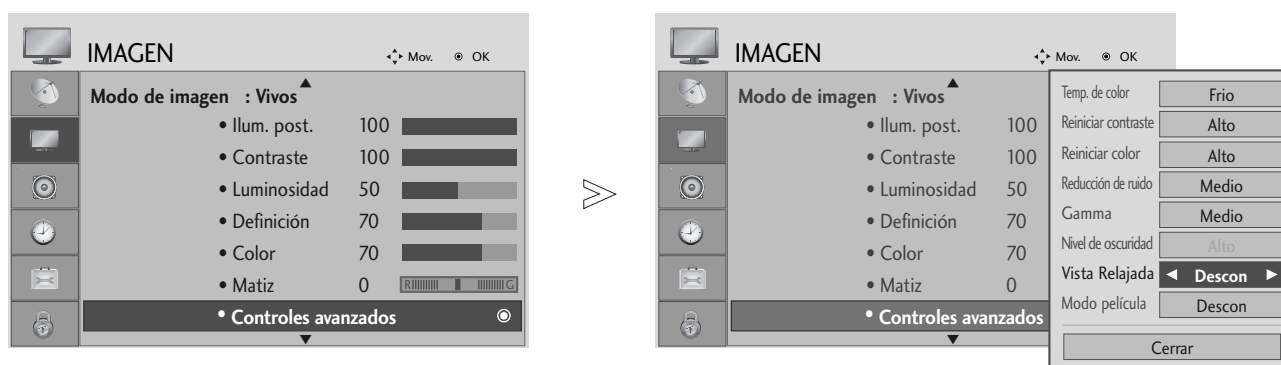 IMAGEN
Mov. OK
Modo de imagen : Vivos
• Ilum. post. 100
• Contraste 100
• Luminosidad 50
• Definición 70
• Color 70
• Matiz 0 R G
• Controles avanzados
IMAGEN
Mov. OK
Modo de imagen : Vivos
• Ilum. post. 100
• Contraste 100
• Luminosidad 50
• Definición 70
• Color 70
• Matiz 0
• Controles avanzados
Temp. de color Frio
Reiniciar contraste Alto
Reiniciar color Alto
Reducción de ruido Medio
Gamma Medio
Nivel de oscuridad Alto
Vista Relajada ◄ Descon ►
Modo película Descon
Cerrar